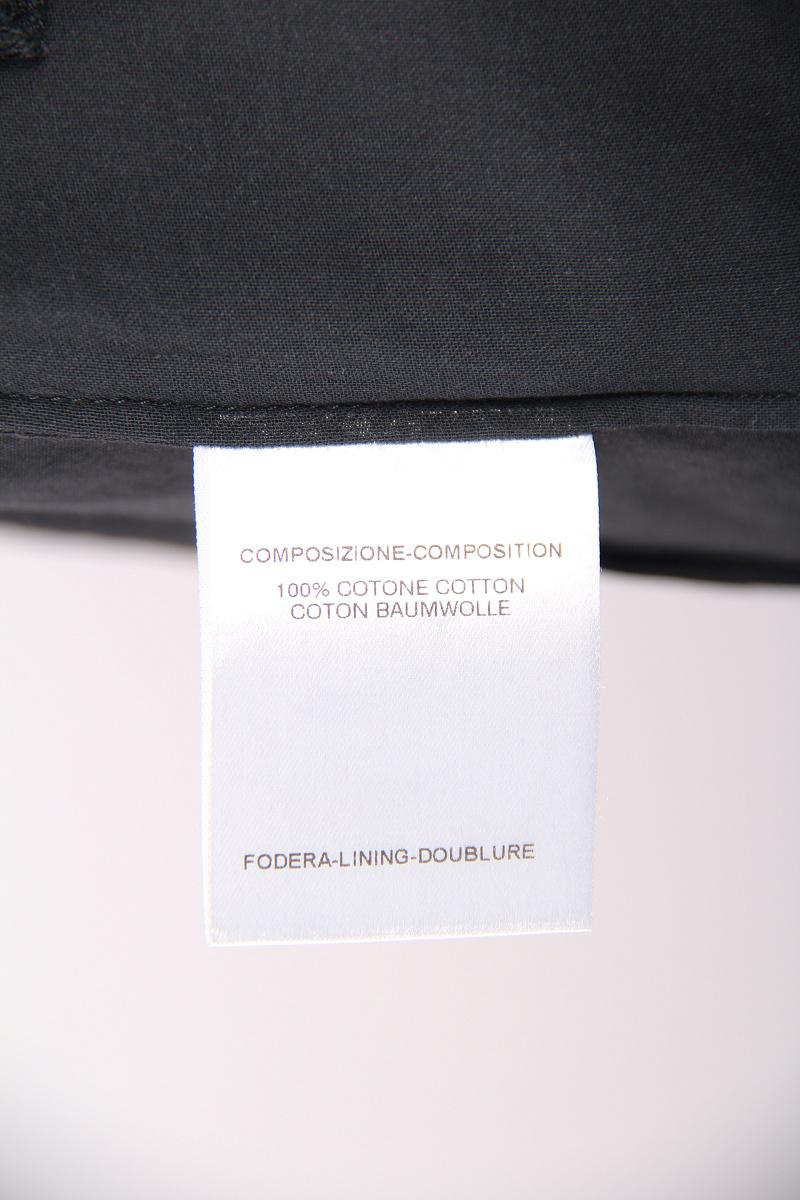 COMPOSIZIONE-COMPOSITION
100% COTONE COTTON
COTON BAUMWOLLE
FODERA-LINING-DOUBLURE